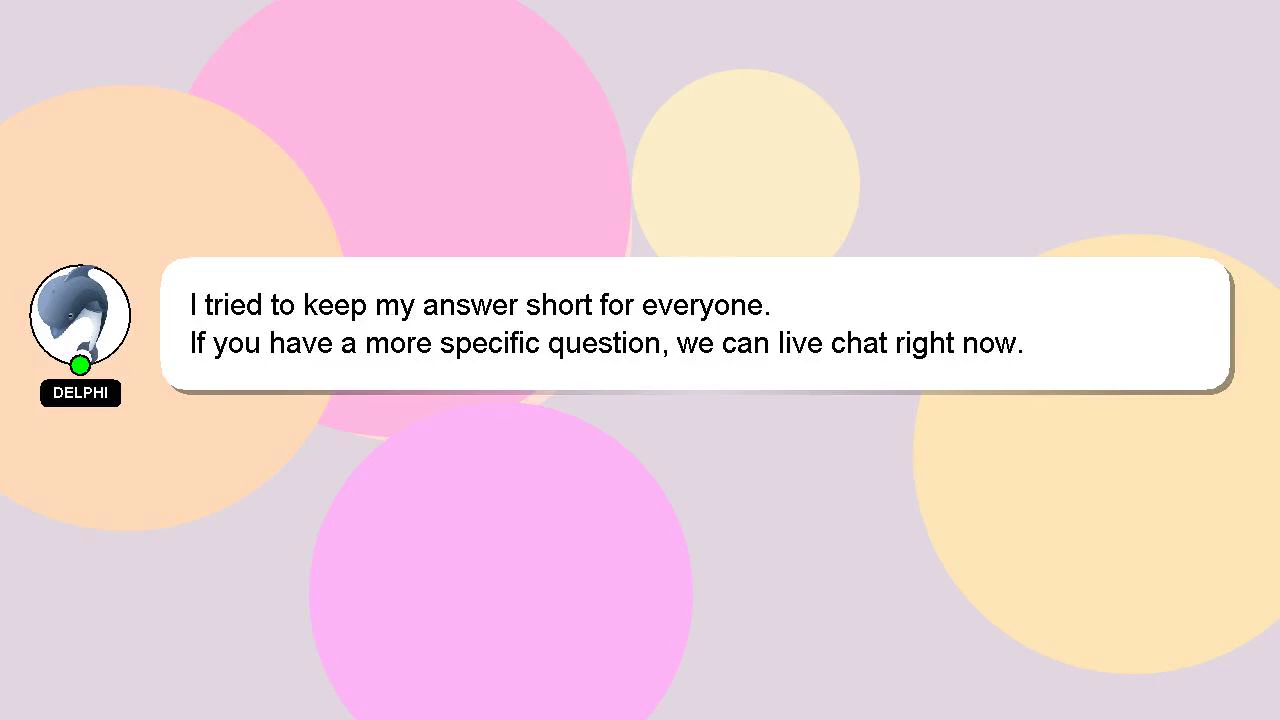 I tried to keep my answer short for everyone.
If you have a more specific question, we can live chat right now.
DELPHI